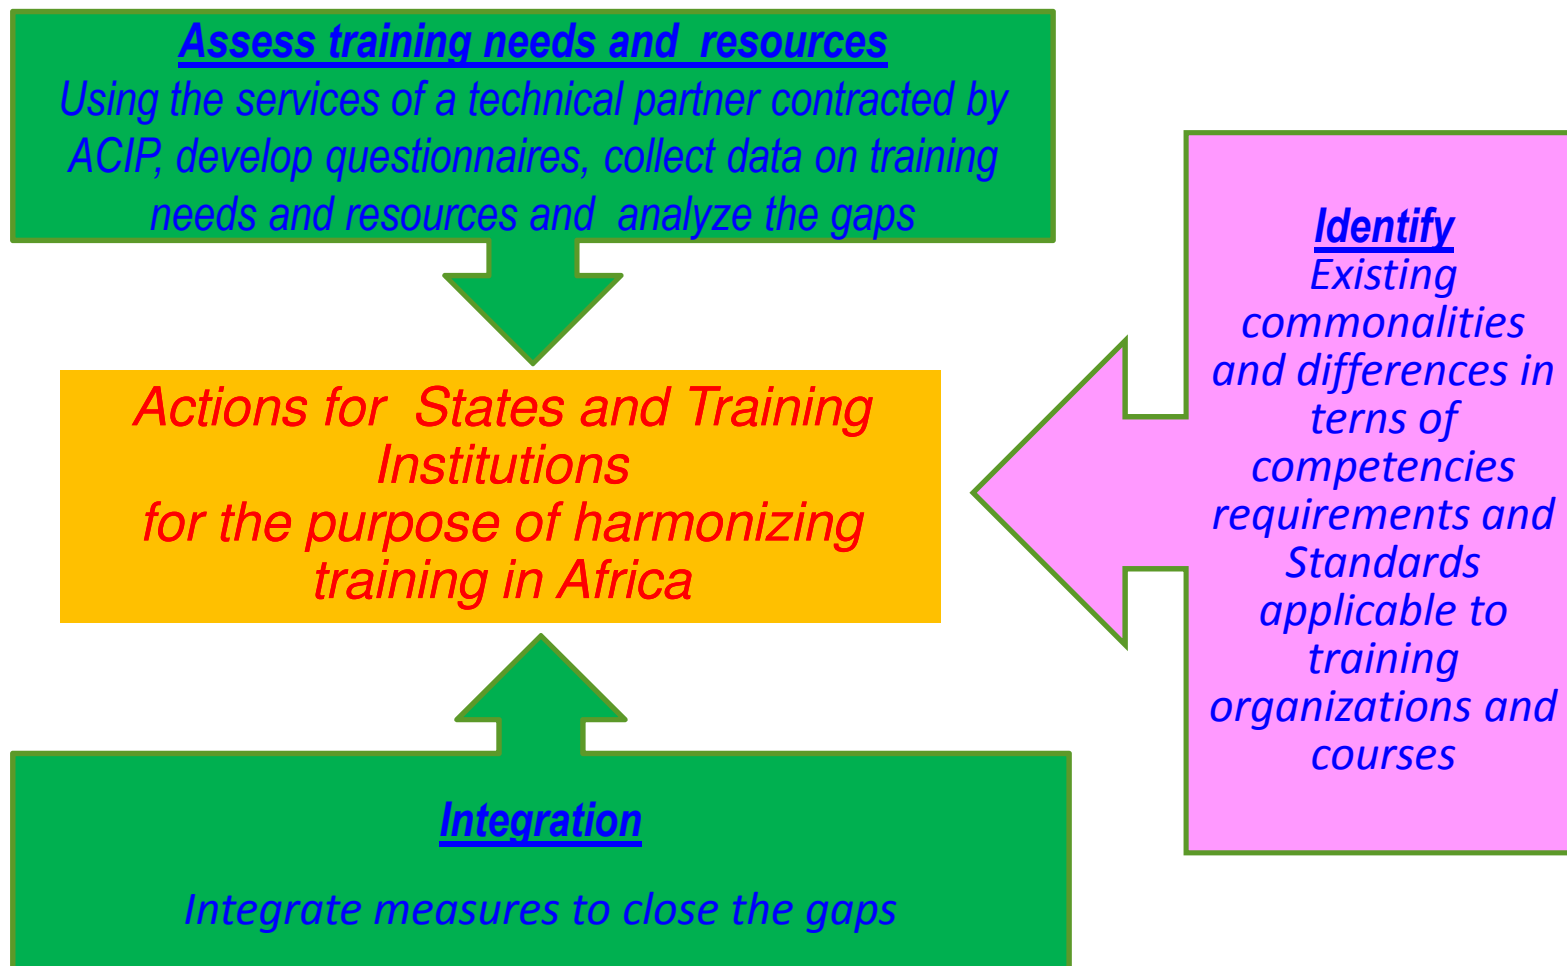 Assess training needs and resources
Using the services of a technical partner contracted by
ACIP, develop questionnaires, collect data on training
needs and resources and analyze the gaps
Actions for States and Training
Institutions
for the purpose of harmonizing
training in Africa
Identify
Existing
commonalities
and differences in
terns of
competencies
requirements and
Standards
applicable to
training
organizations and
courses
Integration
Integrate measures to close the gaps